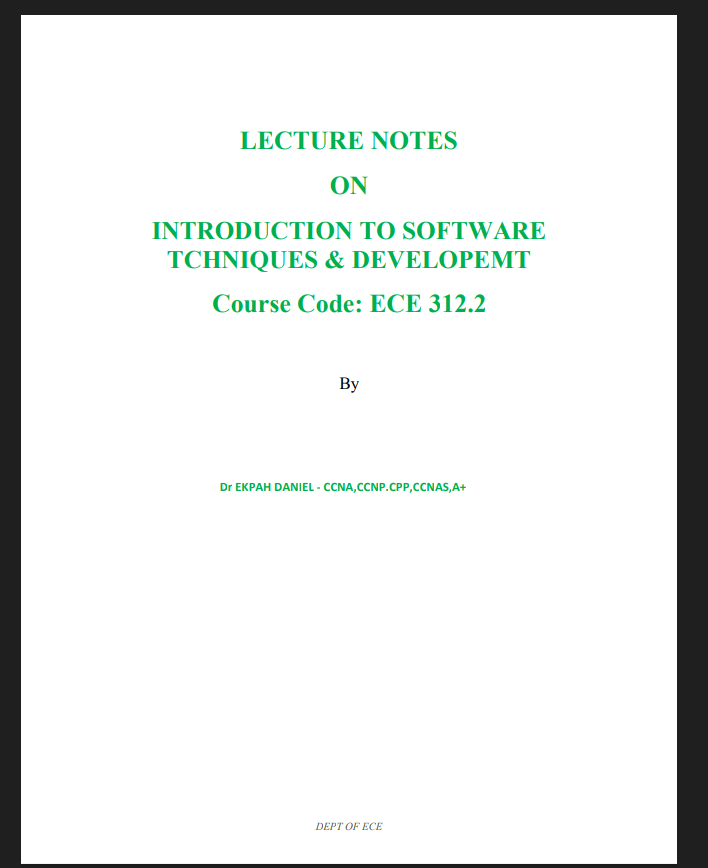 LECTURE NOTES
ON
INTRODUCTION TO SOFTWARE
TCHNIQUES & DEVELOPEMT
Course Code: ECE 312.2
By
Dr EKPAH DANIEL - CCNA,CCNP.CPP,CCNAS,A+
DEPT OF ECE